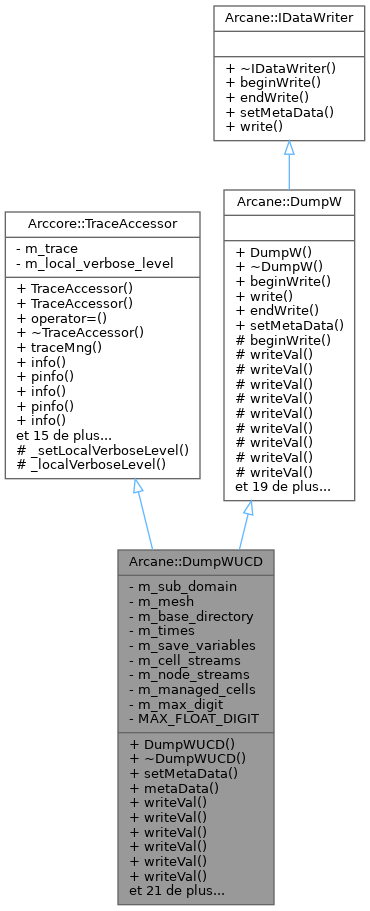 Arcane::IDataWriter
+ ~IDataWriter()
+ beginWrite()
+ endWrite()
+ setMetaData()
+ write()
Arccore::TraceAccessor
- m_trace
- m_local_verbose_level
+ TraceAccessor()
+ TraceAccessor()
+ operator=()
+ ~TraceAccessor()
+ traceMng()
+ info()
+ pinfo()
+ info()
+ pinfo()
+ info()
et 15 de plus...
# _setLocalVerboseLevel()
# _localVerboseLevel()
Arcane::DumpW
+ DumpW()
+ ~DumpW()
+ beginWrite()
+ write()
+ endWrite()
+ setMetaData()
# beginWrite()
# writeVal()
# writeVal()
# writeVal()
# writeVal()
# writeVal()
# writeVal()
# writeVal()
# writeVal()
# writeVal()
et 19 de plus...
Arcane::DumpWUCD
- m_sub_domain
- m_mesh
- m_base_directory
- m_times
- m_save_variables
- m_cell_streams
- m_node_streams
- m_managed_cells
- m_max_digit
- MAX_FLOAT_DIGIT
+ DumpWUCD()
+ ~DumpWUCD()
+ setMetaData()
+ metaData()
+ writeVal()
+ writeVal()
+ writeVal()
+ writeVal()
+ writeVal()
+ writeVal()
et 21 de plus...